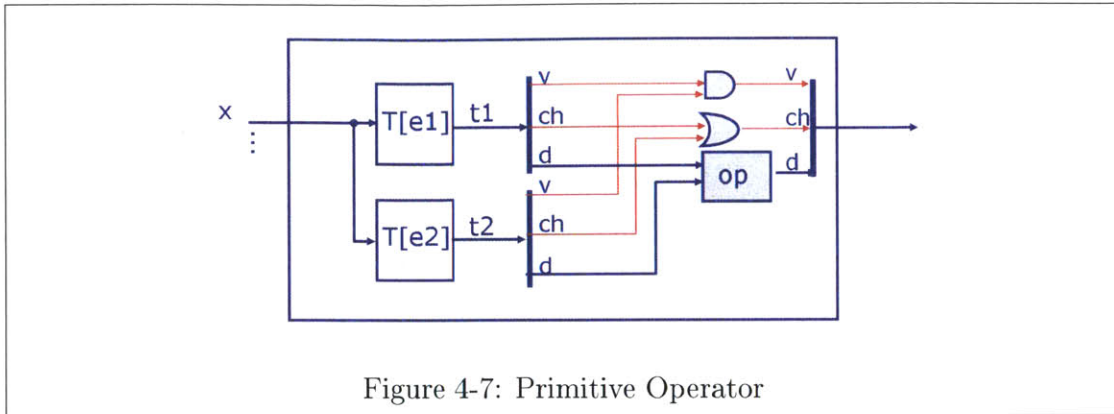 x
⋮
T[e1]
t1
v
ch
d
T[e2]
t2
v
ch
d
op
v
ch
d
Figure 4-7: Primitive Operator